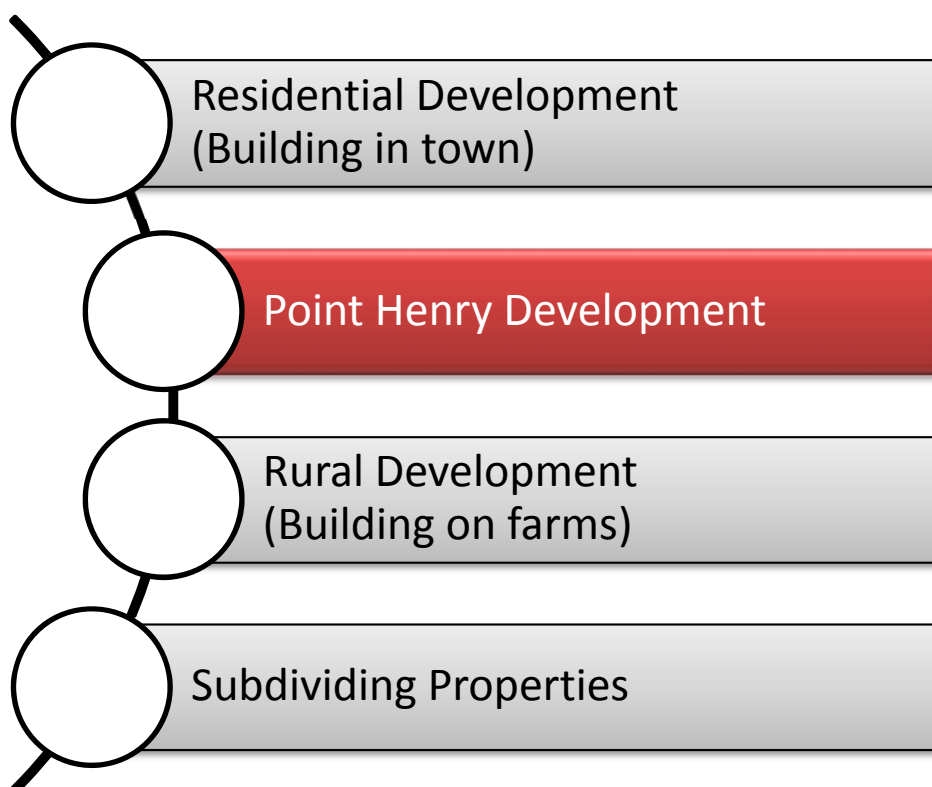 Residential Development
(Building in town)
Point Henry Development
Rural Development
(Building on farms)
Subdividing Properties